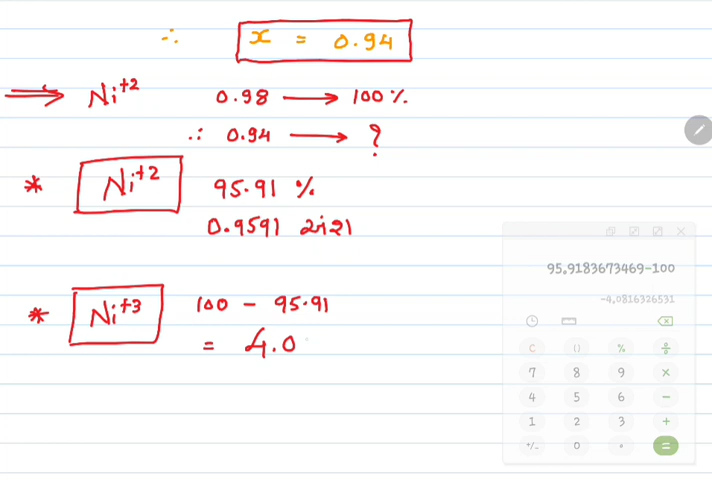 ∴ x = 0.94
⟹ Ni+2 0.98 ⟶ 100 %
∴ 0.94 ⟶ ?
* Ni+2 95.91 %
0.9591
* Ni+3 100 - 95.91
= 4.0
95.9183673469-100
-4.0816326531
C () % ÷
7 8 9 ×
4 5 6 −
1 2 3 +
+/- 0 . =